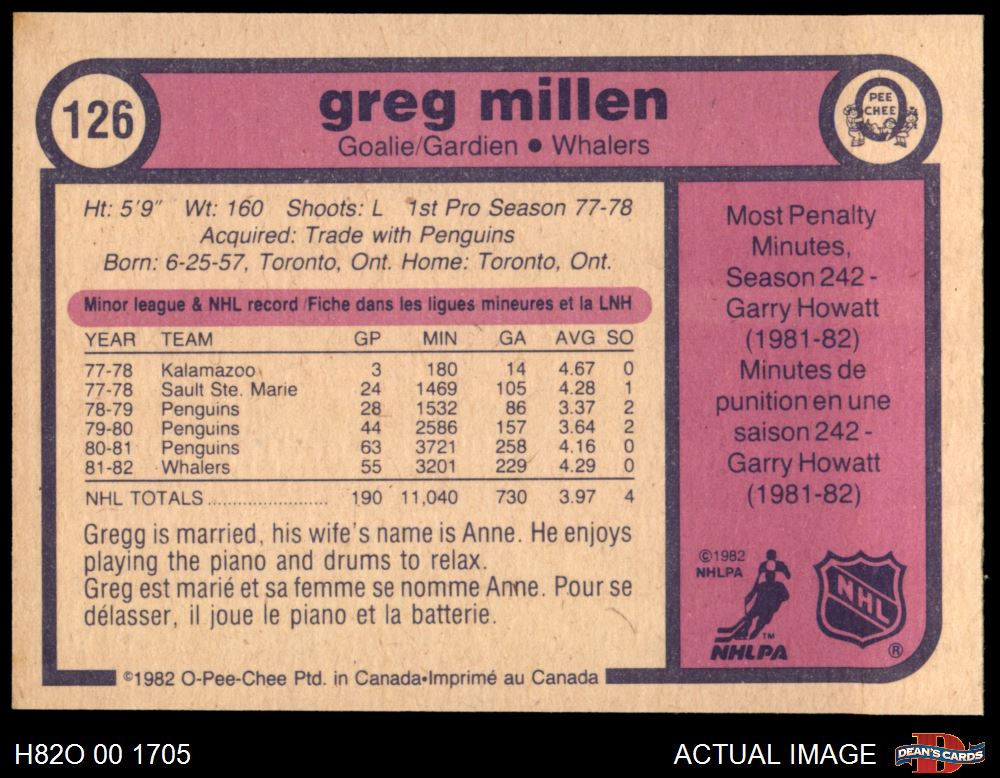 126
greg millen
PEE
CHEE
Goalie/Gardien • Whalers
Ht: 5'9" Wt: 160 Shoots: L 1st Pro Season 77-78
Acquired: Trade with Penguins
Born: 6-25-57, Toronto, Ont. Home: Toronto, Ont.
Minor league & NHL record/Fiche dans les ligues mineures et la LNH
YEAR TEAM GP MIN GA AVG SO
77-78 Kalamazoo 3 180 14 4.67 0
77-78 Sault Ste. Marie 24 1469 105 4.28 1
78-79 Penguins 28 1532 86 3.37 2
79-80 Penguins 44 2586 157 3.64 2
80-81 Penguins 63 3721 258 4.16 0
81-82 Whalers 55 3201 229 4.29 0
NHL TOTALS...................... 190 11,040 730 3.97 4
Gregg is married, his wife's name is Anne. He enjoys
playing the piano and drums to relax.
Greg est marié et sa femme se nomme Anne. Pour se
délasser, il joue le piano et la batterie.
©1982 O-Pee-Chee Ptd. in Canada•Imprimé au Canada
Most Penalty
Minutes,
Season 242 -
Garry Howatt
(1981-82)
Minutes de
punition en une
saison 242 -
Garry Howatt
(1981-82)
©1982
NHLPA
TM
NHLPA
NHL
®
H82O 00 1705
ACTUAL IMAGE
DEAN'S CARDS